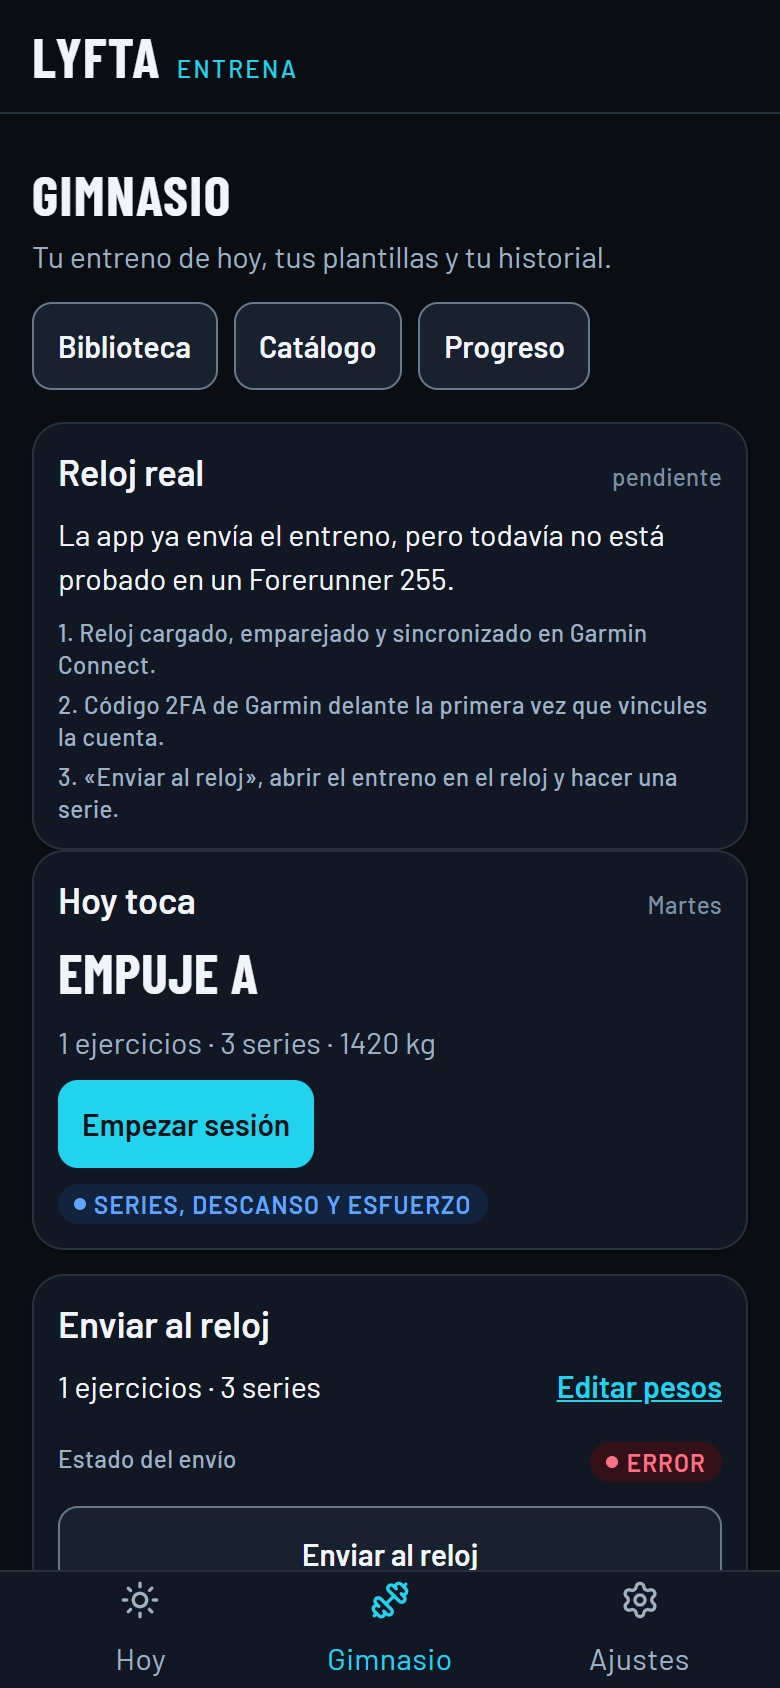 LYFTA ENTRENA
GIMNASIO
Tu entreno de hoy, tus plantillas y tu historial.
Biblioteca Catálogo Progreso
Reloj real pendiente
La app ya envía el entreno, pero todavía no está
probado en un Forerunner 255.
1. Reloj cargado, emparejado y sincronizado en Garmin
Connect.
2. Código 2FA de Garmin delante la primera vez que vincules
la cuenta.
3. «Enviar al reloj», abrir el entreno en el reloj y hacer una
serie.
Hoy toca Martes
EMPUJE A
1 ejercicios · 3 series · 1420 kg
Empezar sesión
SERIES, DESCANSO Y ESFUERZO
Enviar al reloj
1 ejercicios · 3 series Editar pesos
Estado del envío ERROR
Enviar al reloj
Hoy Gimnasio Ajustes